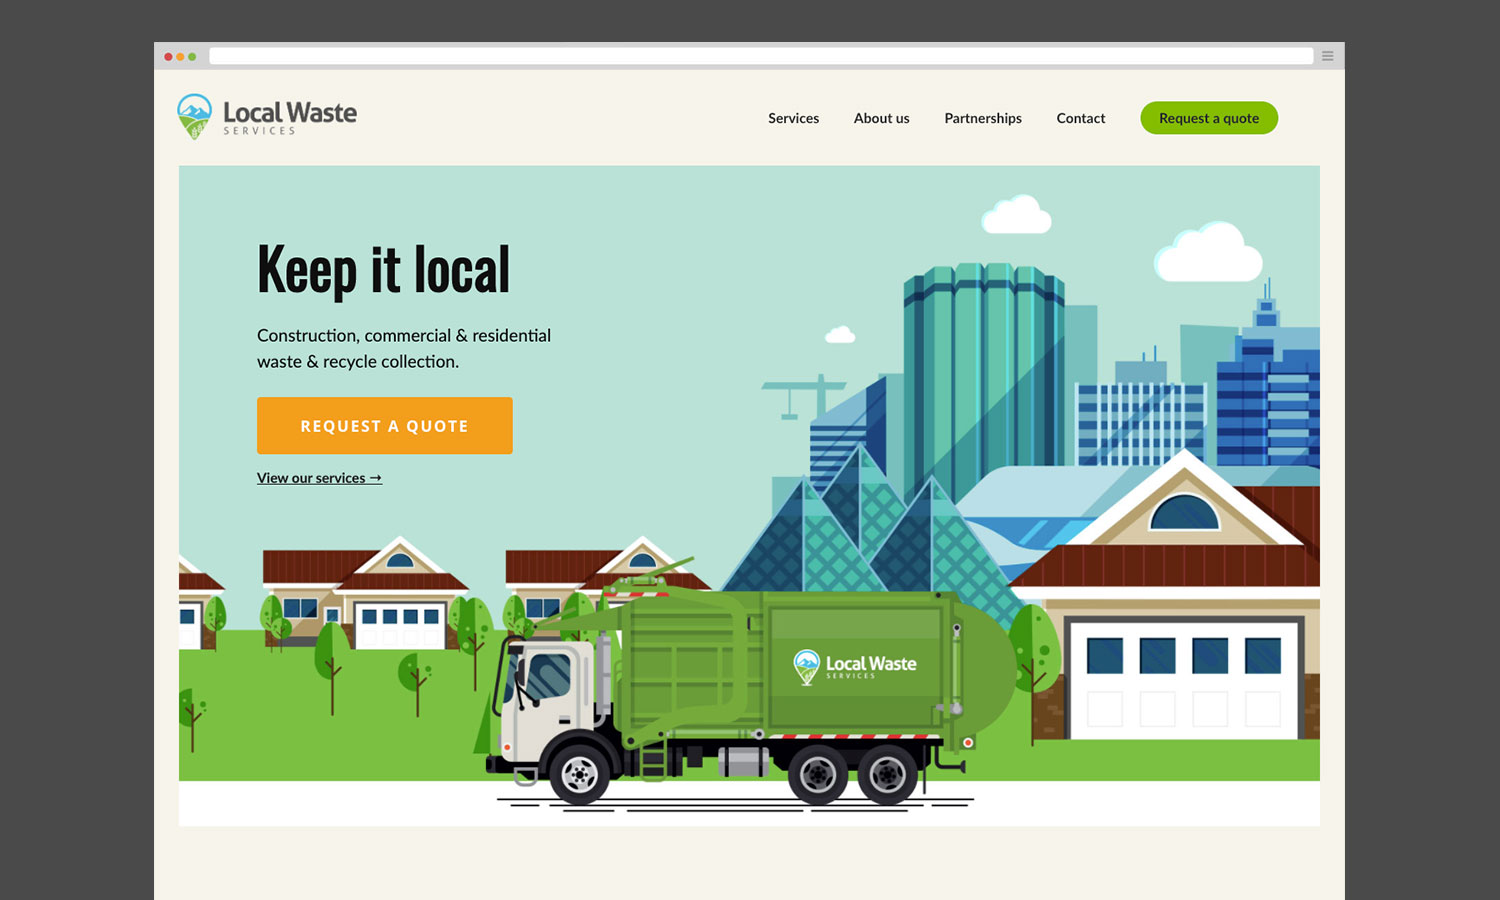 Local Waste
SERVICES
Services
About us
Partnerships
Contact
Request a quote
Keep it local
Construction, commercial & residential
waste & recycle collection.
REQUEST A QUOTE
View our services →
Local Waste
SERVICES